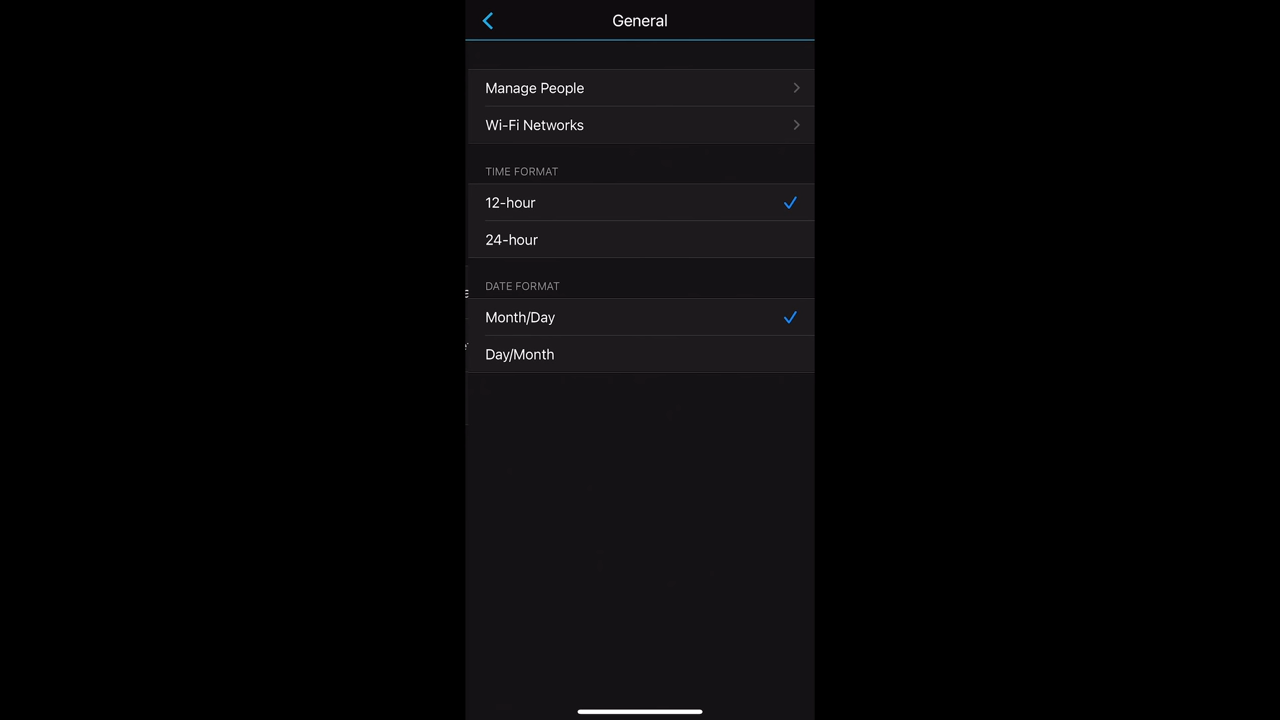 General
Manage People
Wi-Fi Networks
TIME FORMAT
12-hour
24-hour
DATE FORMAT
Month/Day
Day/Month